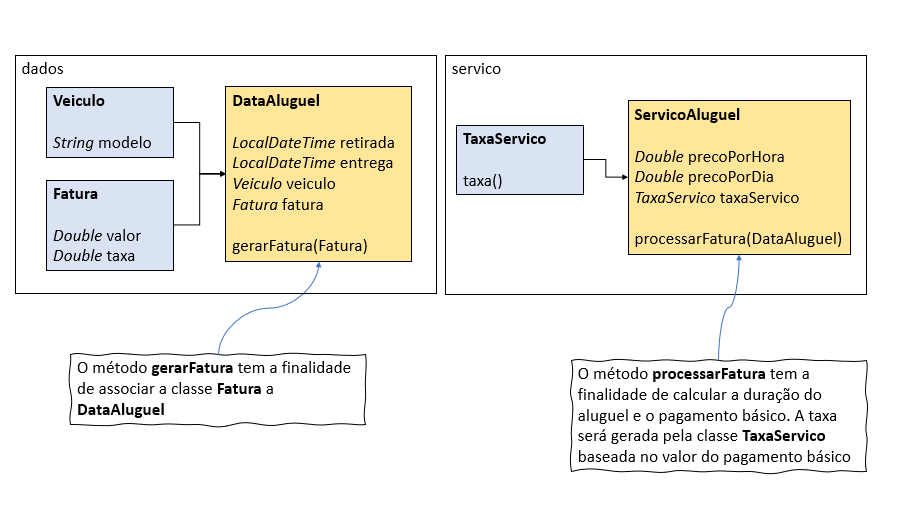 dados
Veiculo
String modelo
Fatura
Double valor
Double taxa
DataAluguel
LocalDateTime retirada
LocalDateTime entrega
Veiculo veiculo
Fatura fatura
gerarFatura(Fatura)
O método gerarFatura tem a finalidade
de associar a classe Fatura a
DataAluguel
servico
TaxaServico
taxa()
ServicoAluguel
Double precoPorHora
Double precoPorDia
TaxaServico taxaServico
processarFatura(DataAluguel)
O método processarFatura tem a
finalidade de calcular a duração do
aluguel e o pagamento básico. A taxa
será gerada pela classe TaxaServico
baseada no valor do pagamento básico